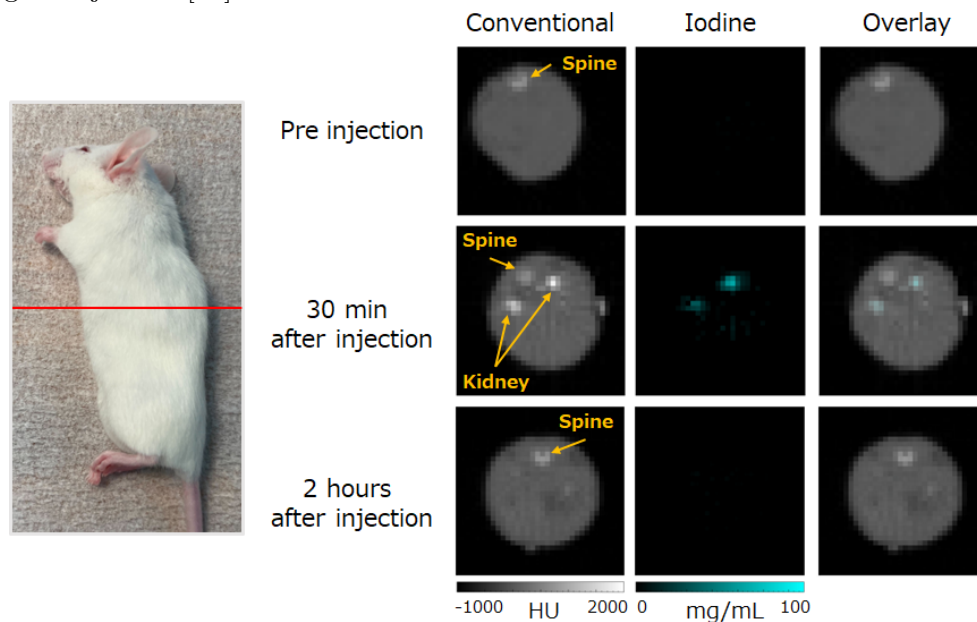 Conventional
Iodine
Overlay
Pre injection
Spine
30 min
after injection
Spine
Kidney
2 hours
after injection
Spine
-1000
HU
2000
0
mg/mL
100